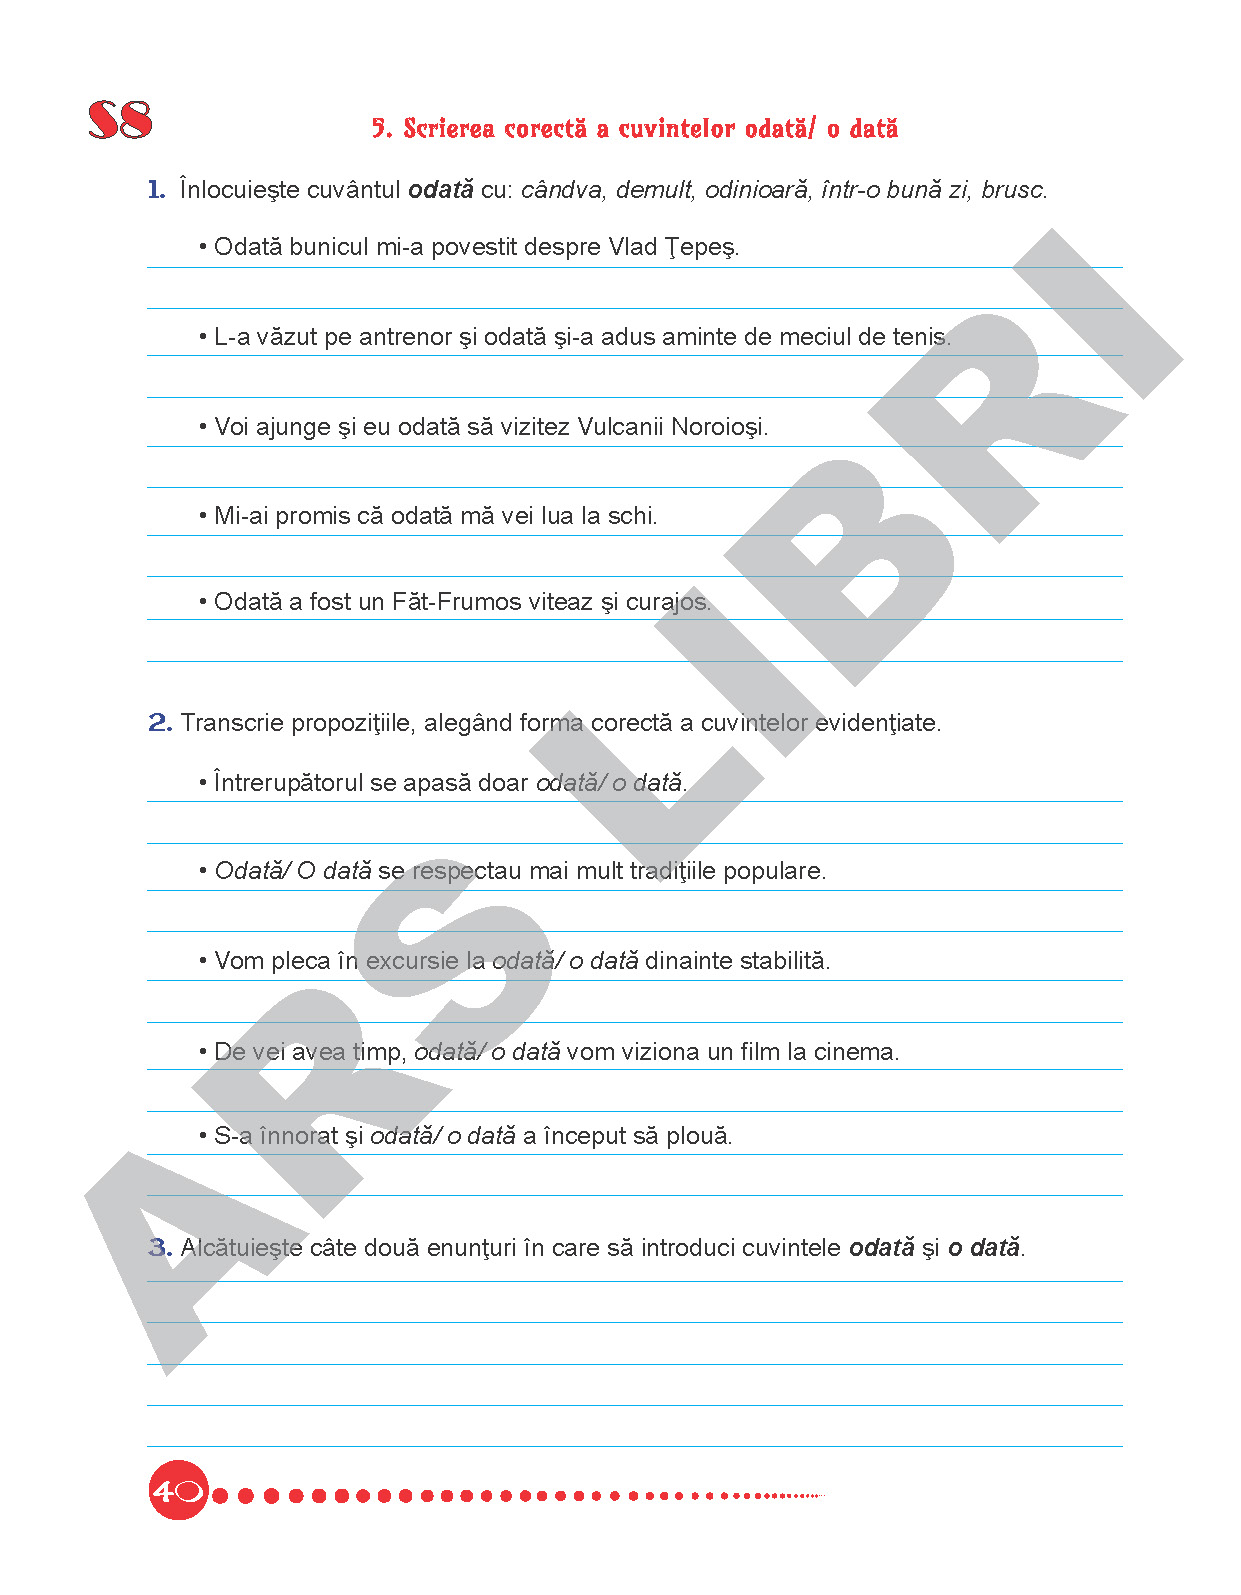 S8
5. Scrierea corectă a cuvintelor odată/ o dată
1. Înlocuieşte cuvântul odată cu: cândva, demult, odinioară, într-o bună zi, brusc.
• Odată bunicul mi-a povestit despre Vlad Ţepeş.
• L-a văzut pe antrenor şi odată şi-a adus aminte de meciul de tenis.
• Voi ajunge şi eu odată să vizitez Vulcanii Noroioşi.
• Mi-ai promis că odată mă vei lua la schi.
• Odată a fost un Făt-Frumos viteaz şi curajos.
2. Transcrie propoziţiile, alegând forma corectă a cuvintelor evidenţiate.
• Întrerupătorul se apasă doar odată/ o dată.
• Odată/ O dată se respectau mai mult tradiţiile populare.
• Vom pleca în excursie la odată/ o dată dinainte stabilită.
• De vei avea timp, odată/ o dată vom viziona un film la cinema.
• S-a înnorat şi odată/ o dată a început să plouă.
3. Alcătuieşte câte două enunţuri în care să introduci cuvintele odată şi o dată.
40
ARS LIBRI